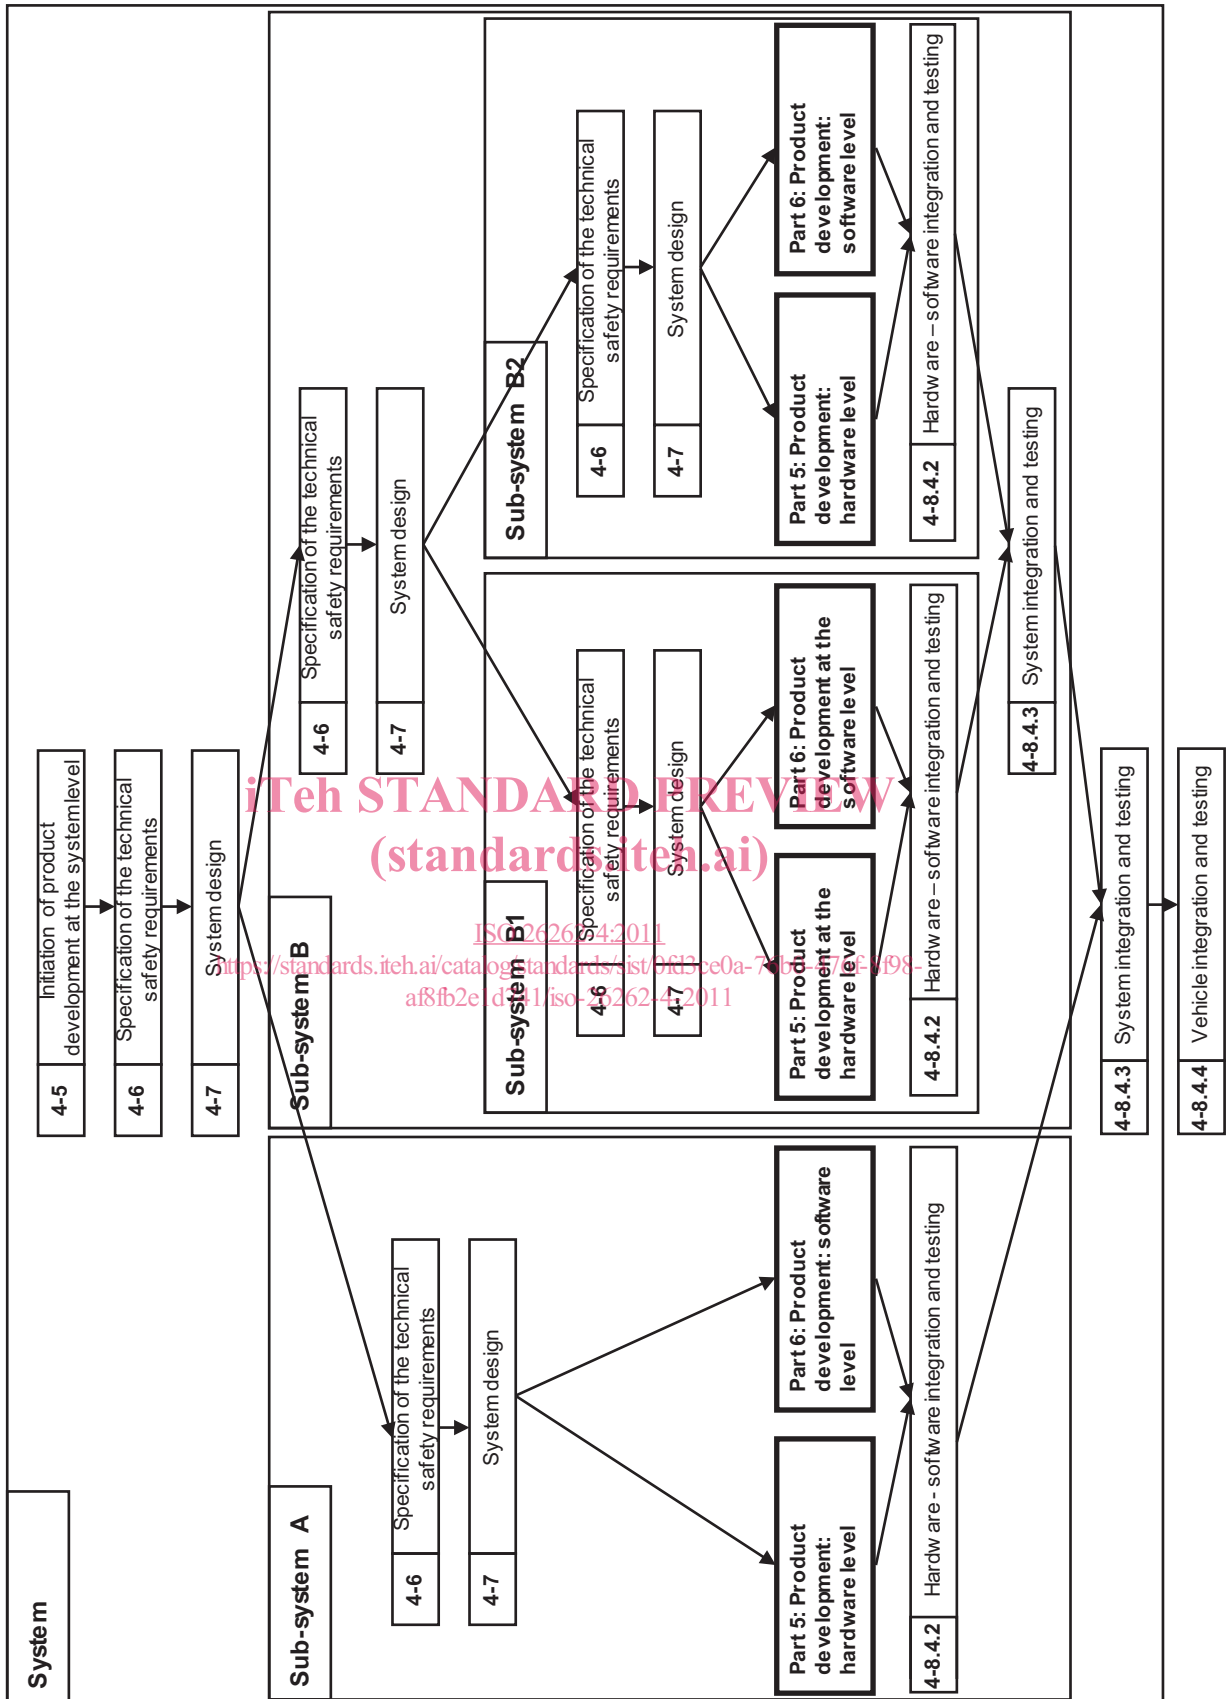 System
4-5
Initiation of product
development at the systemlevel
4-6
Specification of the technical
safety requirements
4-7
System design
Sub-system A
4-6
Specification of the technical
safety requirements
4-7
System design
Part 5: Product
development:
hardware level
Part 6: Product
development: software
level
4-8.4.2
Hardware - software integration and testing
Sub-system B
4-6
Specification of the technical
safety requirements
4-7
System design
Sub-system B1
4-6
Specification of the technical
safety requirements
4-7
System design
Part 5: Product
development at the
hardware level
Part 6: Product
development at the
software level
4-8.4.2
Hardware – software integration and testing
Sub-system B2
4-6
Specification of the technical
safety requirements
4-7
System design
Part 5: Product
development:
hardware level
Part 6: Product
development:
software level
4-8.4.2
Hardware – software integration and testing
4-8.4.3
System integration and testing
4-8.4.3
System integration and testing
4-8.4.4
Vehicle integration and testing
iTeh STANDARD PREVIEW
(standards.iteh.ai)
ISO 26262-4:2011